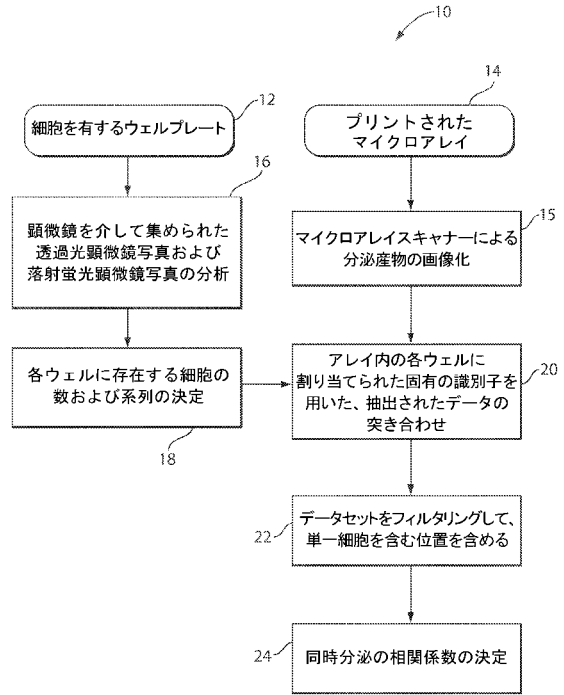 10
12
細胞を有するウェルプレート
14
プリントされた
マイクロアレイ
16
顕微鏡を介して集められた
透過光顕微鏡写真および
落射蛍光顕微鏡写真の分析
15
マイクロアレイスキャナーによる
分泌産物の画像化
各ウェルに存在する細胞の
数および系列の決定
18
アレイ内の各ウェルに
割り当てられた固有の識別子を
用いた、抽出されたデータの
突き合わせ
20
22
データセットをフィルタリングして、
単一細胞を含む位置を含める
24
同時分泌の相関係数の決定